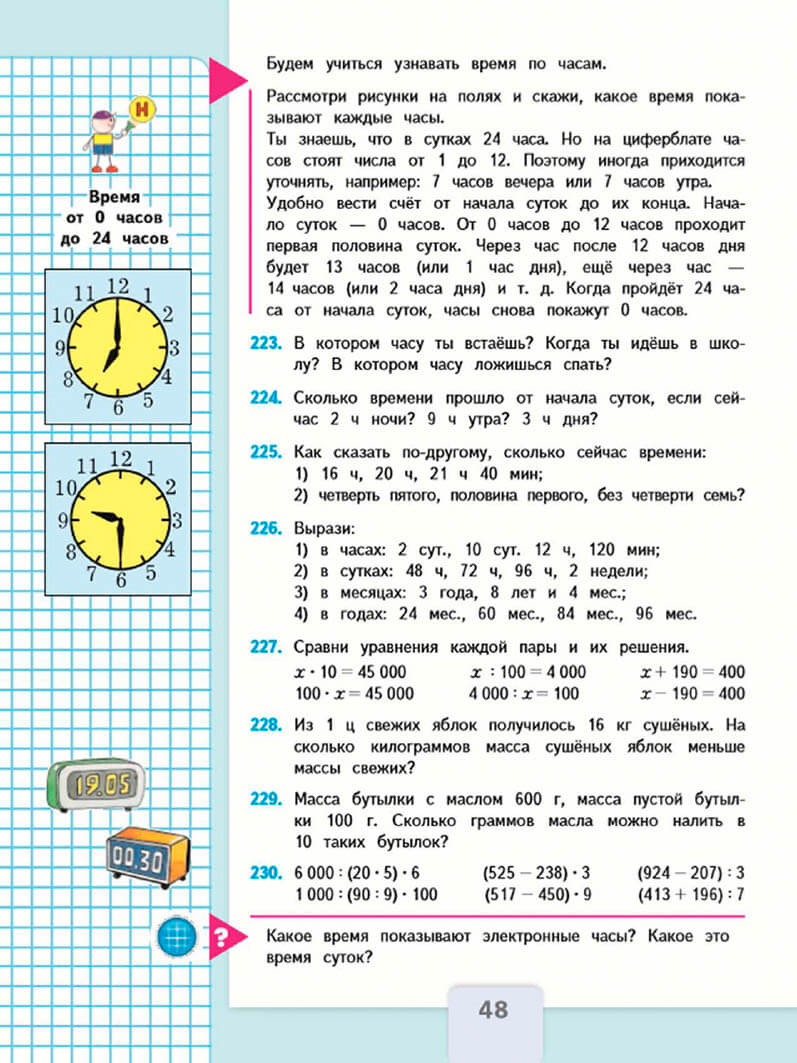 Будем учиться узнавать время по часам.
Рассмотри рисунки на полях и скажи, какое время пока-
зывают каждые часы.
Ты знаешь, что в сутках 24 часа. Но на циферблате ча-
сов стоят числа от 1 до 12. Поэтому иногда приходится
уточнять, например: 7 часов вечера или 7 часов утра.
Удобно вести счёт от начала суток до их конца. Нача-
ло суток — 0 часов. От 0 часов до 12 часов проходит
первая половина суток. Через час после 12 часов дня
будет 13 часов (или 1 час дня), ещё через час —
14 часов (или 2 часа дня) и т. д. Когда пройдёт 24 ча-
са от начала суток, часы снова покажут 0 часов.
Н
Время
от 0 часов
до 24 часов
12
1
2
3
4
5
6
7
8
9
10
11
12
1
2
3
4
5
6
7
8
9
10
11
223. В котором часу ты встаёшь? Когда ты идёшь в шко-
лу? В котором часу ложишься спать?
224. Сколько времени прошло от начала суток, если сей-
час 2 ч ночи? 9 ч утра? 3 ч дня?
225. Как сказать по-другому, сколько сейчас времени:
1) 16 ч, 20 ч, 21 ч 40 мин;
2) четверть пятого, половина первого, без четверти семь?
226. Вырази:
1) в часах: 2 сут., 10 сут. 12 ч, 120 мин;
2) в сутках: 48 ч, 72 ч, 96 ч, 2 недели;
3) в месяцах: 3 года, 8 лет и 4 мес.;
4) в годах: 24 мес., 60 мес., 84 мес., 96 мес.
227. Сравни уравнения каждой пары и их решения.
x · 10 = 45 000 x : 100 = 4 000 x + 190 = 400
100 · x = 45 000 4 000 : x = 100 x − 190 = 400
228. Из 1 ц свежих яблок получилось 16 кг сушёных. На
сколько килограммов масса сушёных яблок меньше
массы свежих?
229. Масса бутылки с маслом 600 г, масса пустой бутыл-
ки 100 г. Сколько граммов масла можно налить в
10 таких бутылок?
230. 6 000 : (20 · 5) · 6 (525 − 238) · 3 (924 − 207) : 3
1 000 : (90 : 9) · 100 (517 − 450) · 9 (413 + 196) : 7
19.05
00.30
?
Какое время показывают электронные часы? Какое это
время суток?
48